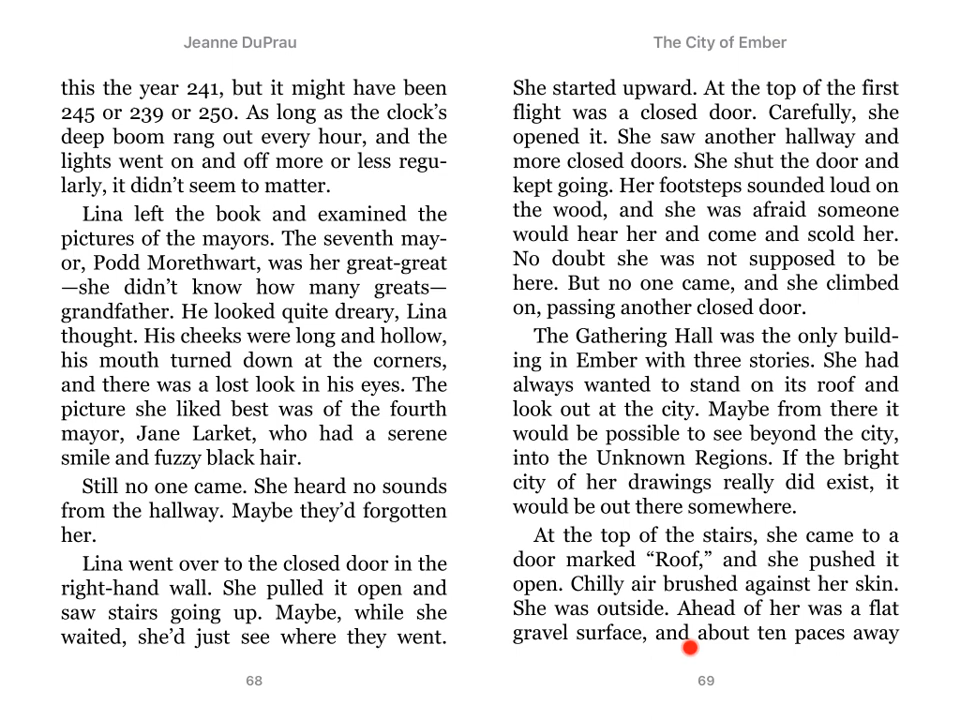 Jeanne DuPrau
this the year 241, but it might have been
245 or 239 or 250. As long as the clock’s
deep boom rang out every hour, and the
lights went on and off more or less regu-
larly, it didn’t seem to matter.
Lina left the book and examined the
pictures of the mayors. The seventh may-
or, Podd Morethwart, was her great-great
—she didn’t know how many greats—
grandfather. He looked quite dreary, Lina
thought. His cheeks were long and hollow,
his mouth turned down at the corners,
and there was a lost look in his eyes. The
picture she liked best was of the fourth
mayor, Jane Larket, who had a serene
smile and fuzzy black hair.
Still no one came. She heard no sounds
from the hallway. Maybe they’d forgotten
her.
Lina went over to the closed door in the
right-hand wall. She pulled it open and
saw stairs going up. Maybe, while she
waited, she’d just see where they went.
68
The City of Ember
She started upward. At the top of the first
flight was a closed door. Carefully, she
opened it. She saw another hallway and
more closed doors. She shut the door and
kept going. Her footsteps sounded loud on
the wood, and she was afraid someone
would hear her and come and scold her.
No doubt she was not supposed to be
here. But no one came, and she climbed
on, passing another closed door.
The Gathering Hall was the only build-
ing in Ember with three stories. She had
always wanted to stand on its roof and
look out at the city. Maybe from there it
would be possible to see beyond the city,
into the Unknown Regions. If the bright
city of her drawings really did exist, it
would be out there somewhere.
At the top of the stairs, she came to a
door marked “Roof,” and she pushed it
open. Chilly air brushed against her skin.
She was outside. Ahead of her was a flat
gravel surface, and about ten paces away
69